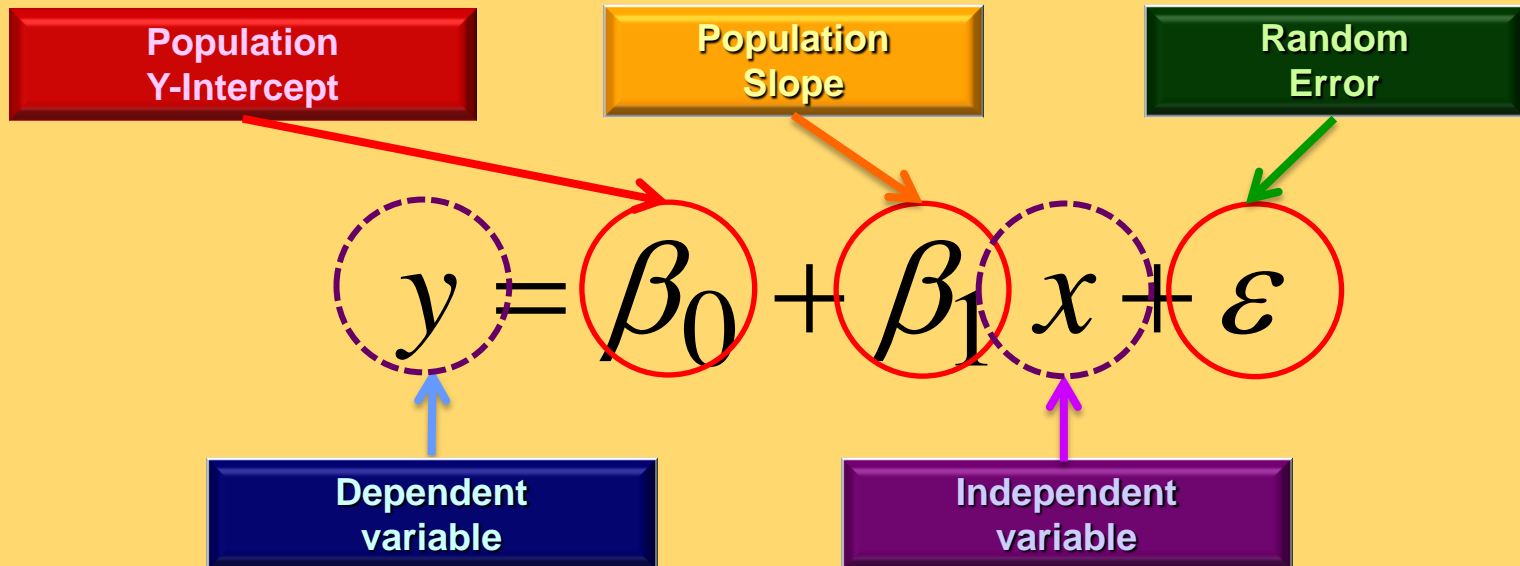 Population
Y-Intercept
Population
Slope
Random
Error
y = β₀ + β₁ x + ε
Dependent
variable
Independent
variable